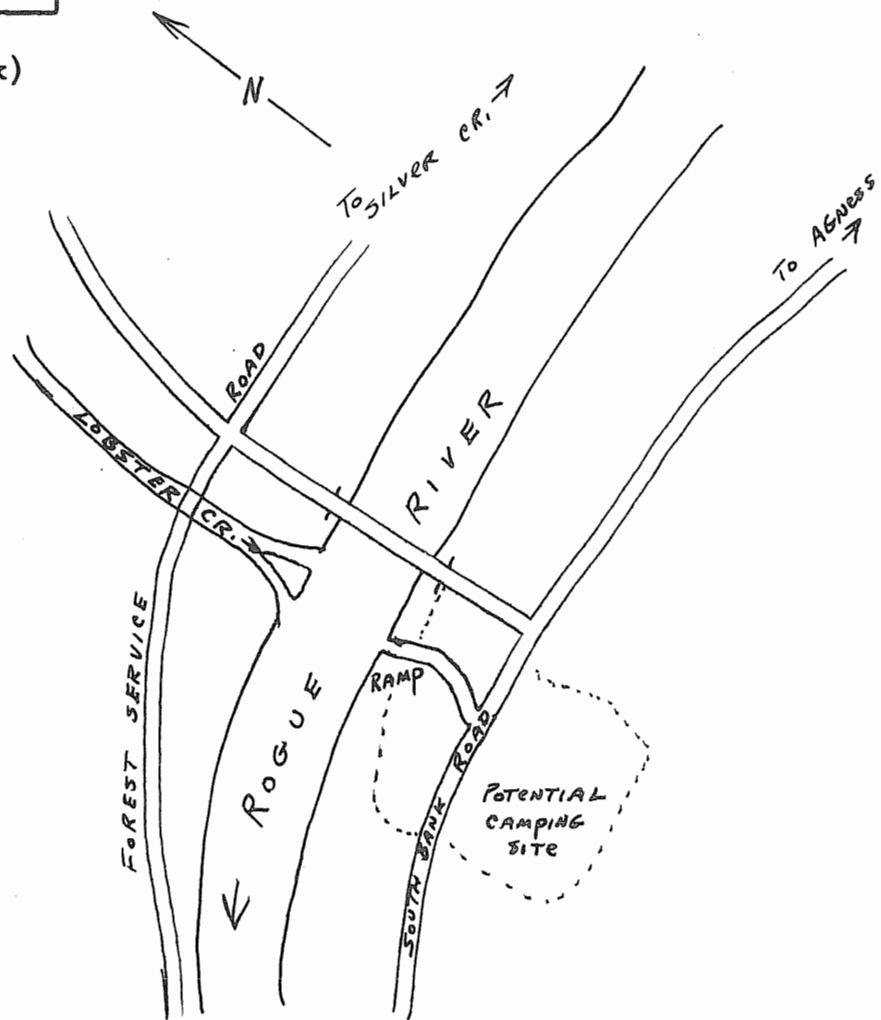 N
TO SILVER CR.
TO AGNESS
ROAD
LOBSTER CR.
RIVER
FOREST SERVICE
RAMP
ROGUE
SOUTH BANK ROAD
POTENTIAL
CAMPING
SITE